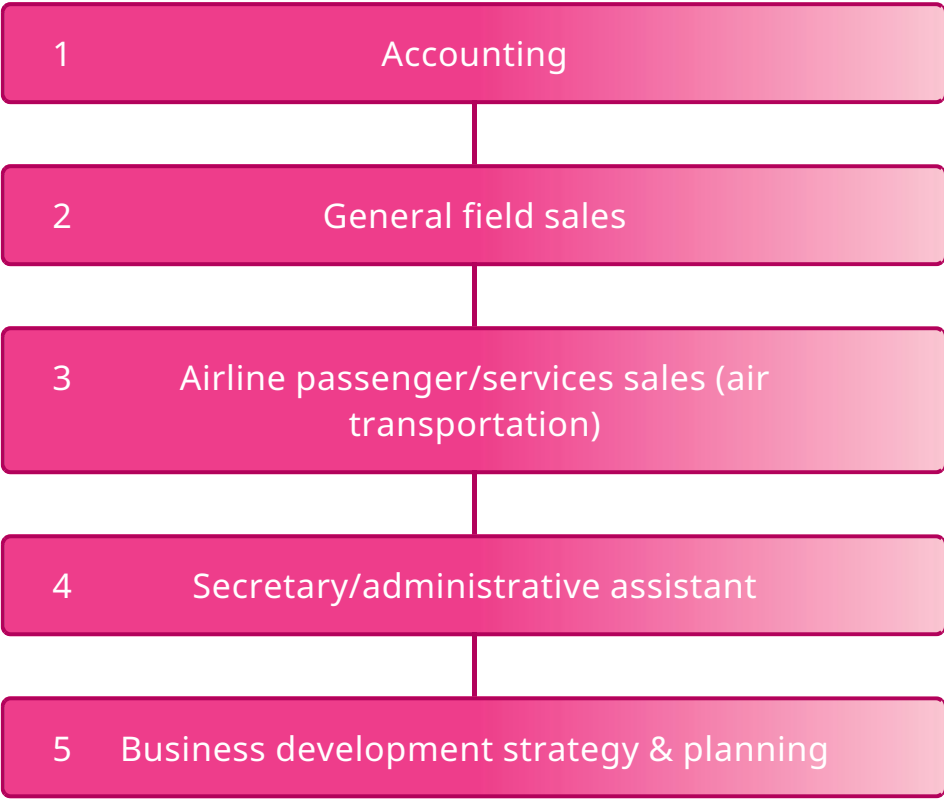 1 Accounting
2 General field sales
3 Airline passenger/services sales (air
transportation)
4 Secretary/administrative assistant
5 Business development strategy & planning